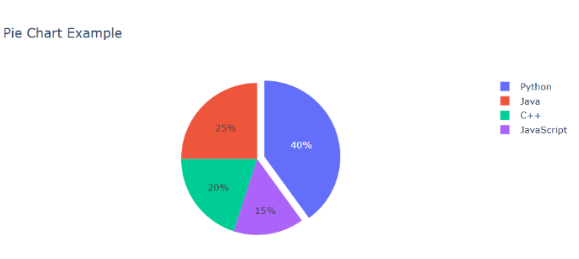 Pie Chart Example
Python
Java
C++
JavaScript
25%
40%
20%
15%